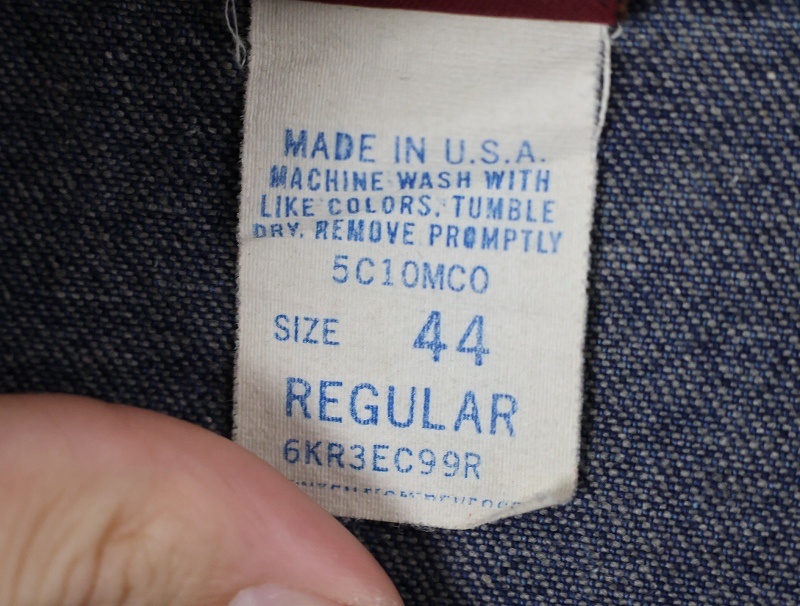 MADE IN U.S.A.
MACHINE WASH WITH
LIKE COLORS. TUMBLE
DRY. REMOVE PROMPTLY
5C10MCO
SIZE 44
REGULAR
6KR3EC99R